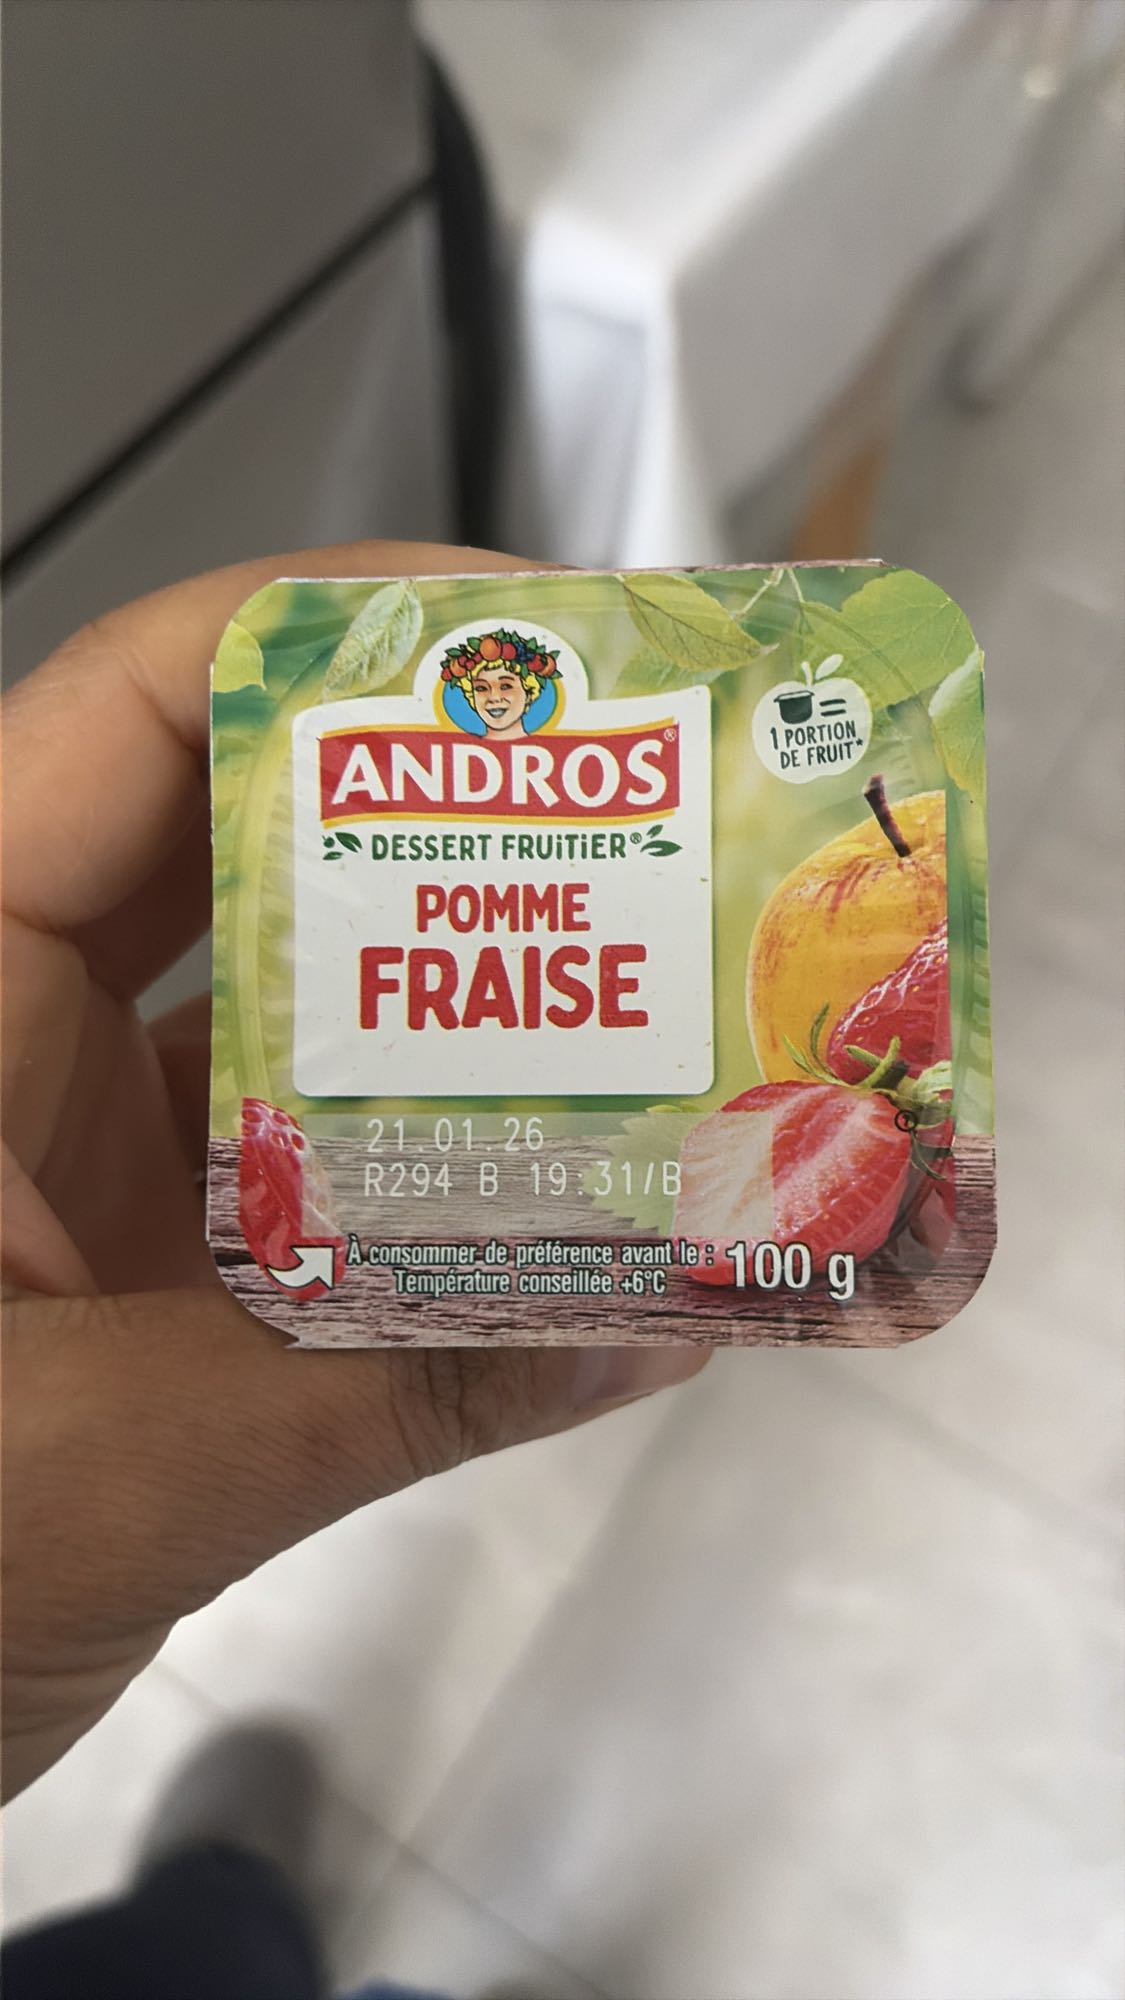 ANDROS®
DESSERT FRUiTiER®
POMME
FRAISE
1 PORTION
DE FRUIT*
21.01.26
R294 B 19:31/B
À consommer de préférence avant le :
Température conseillée +6°C
100 g